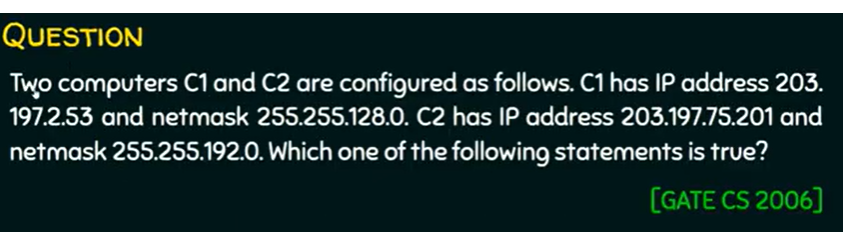 QUESTION
Two computers C1 and C2 are configured as follows. C1 has IP address 203.
197.2.53 and netmask 255.255.128.0. C2 has IP address 203.197.75.201 and
netmask 255.255.192.0. Which one of the following statements is true?
[GATE CS 2006]